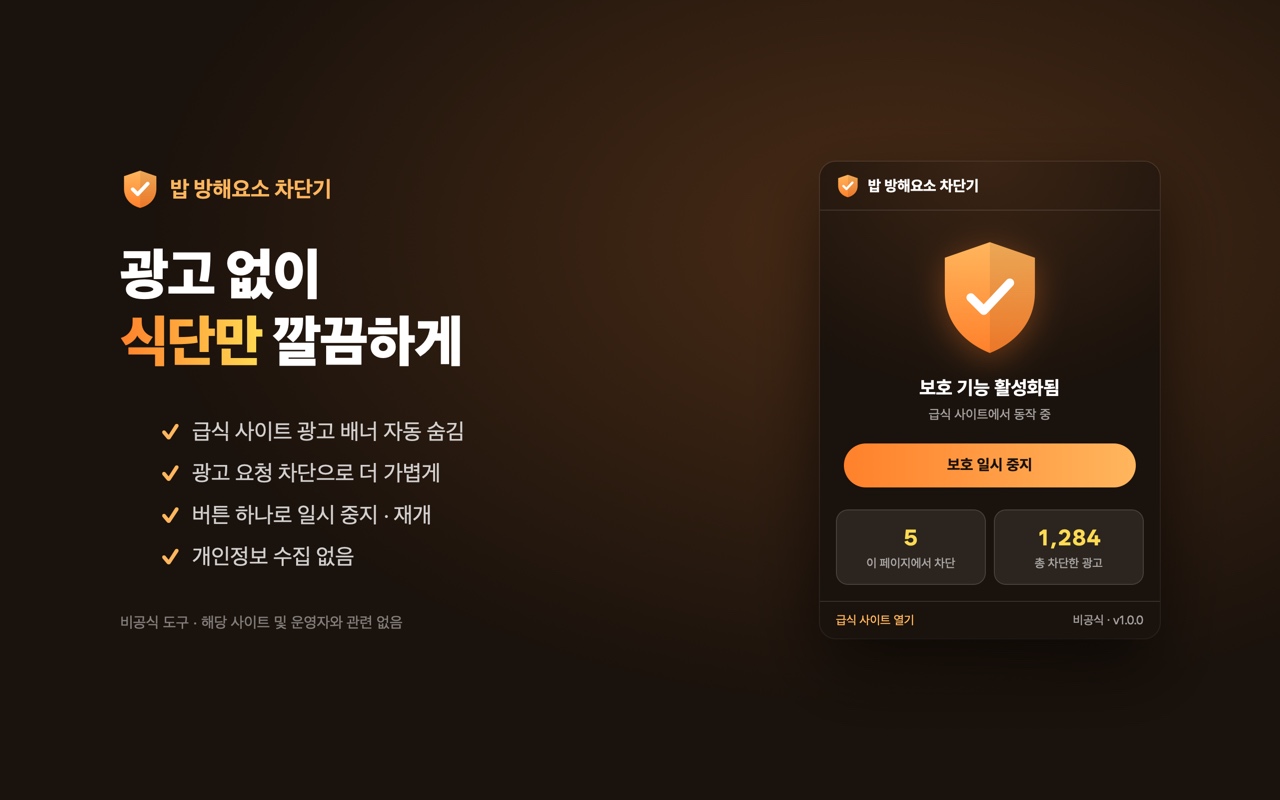 밥 방해요소 차단기
광고 없이
식단만 깔끔하게
급식 사이트 광고 배너 자동 숨김
광고 요청 차단으로 더 가볍게
버튼 하나로 일시 중지 · 재개
개인정보 수집 없음
비공식 도구 · 해당 사이트 및 운영자와 관련 없음
밥 방해요소 차단기
보호 기능 활성화됨
급식 사이트에서 동작 중
보호 일시 중지
5
이 페이지에서 차단
1,284
총 차단한 광고
급식 사이트 열기
비공식 · v1.0.0